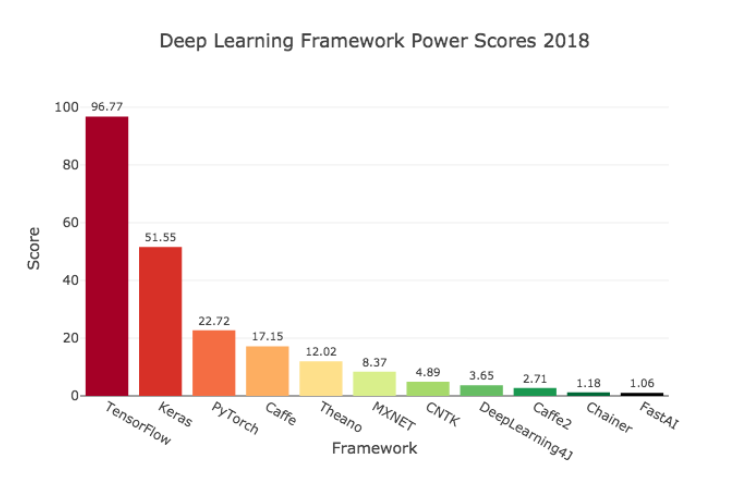 Deep Learning Framework Power Scores 2018
Score
100
80
60
40
20
0
96.77
51.55
22.72
17.15
12.02
8.37
4.89
3.65
2.71
1.18
1.06
TensorFlow
Keras
PyTorch
Caffe
Theano
MXNET
CNTK
DeepLearning4J
Caffe2
Chainer
FastAI
Framework